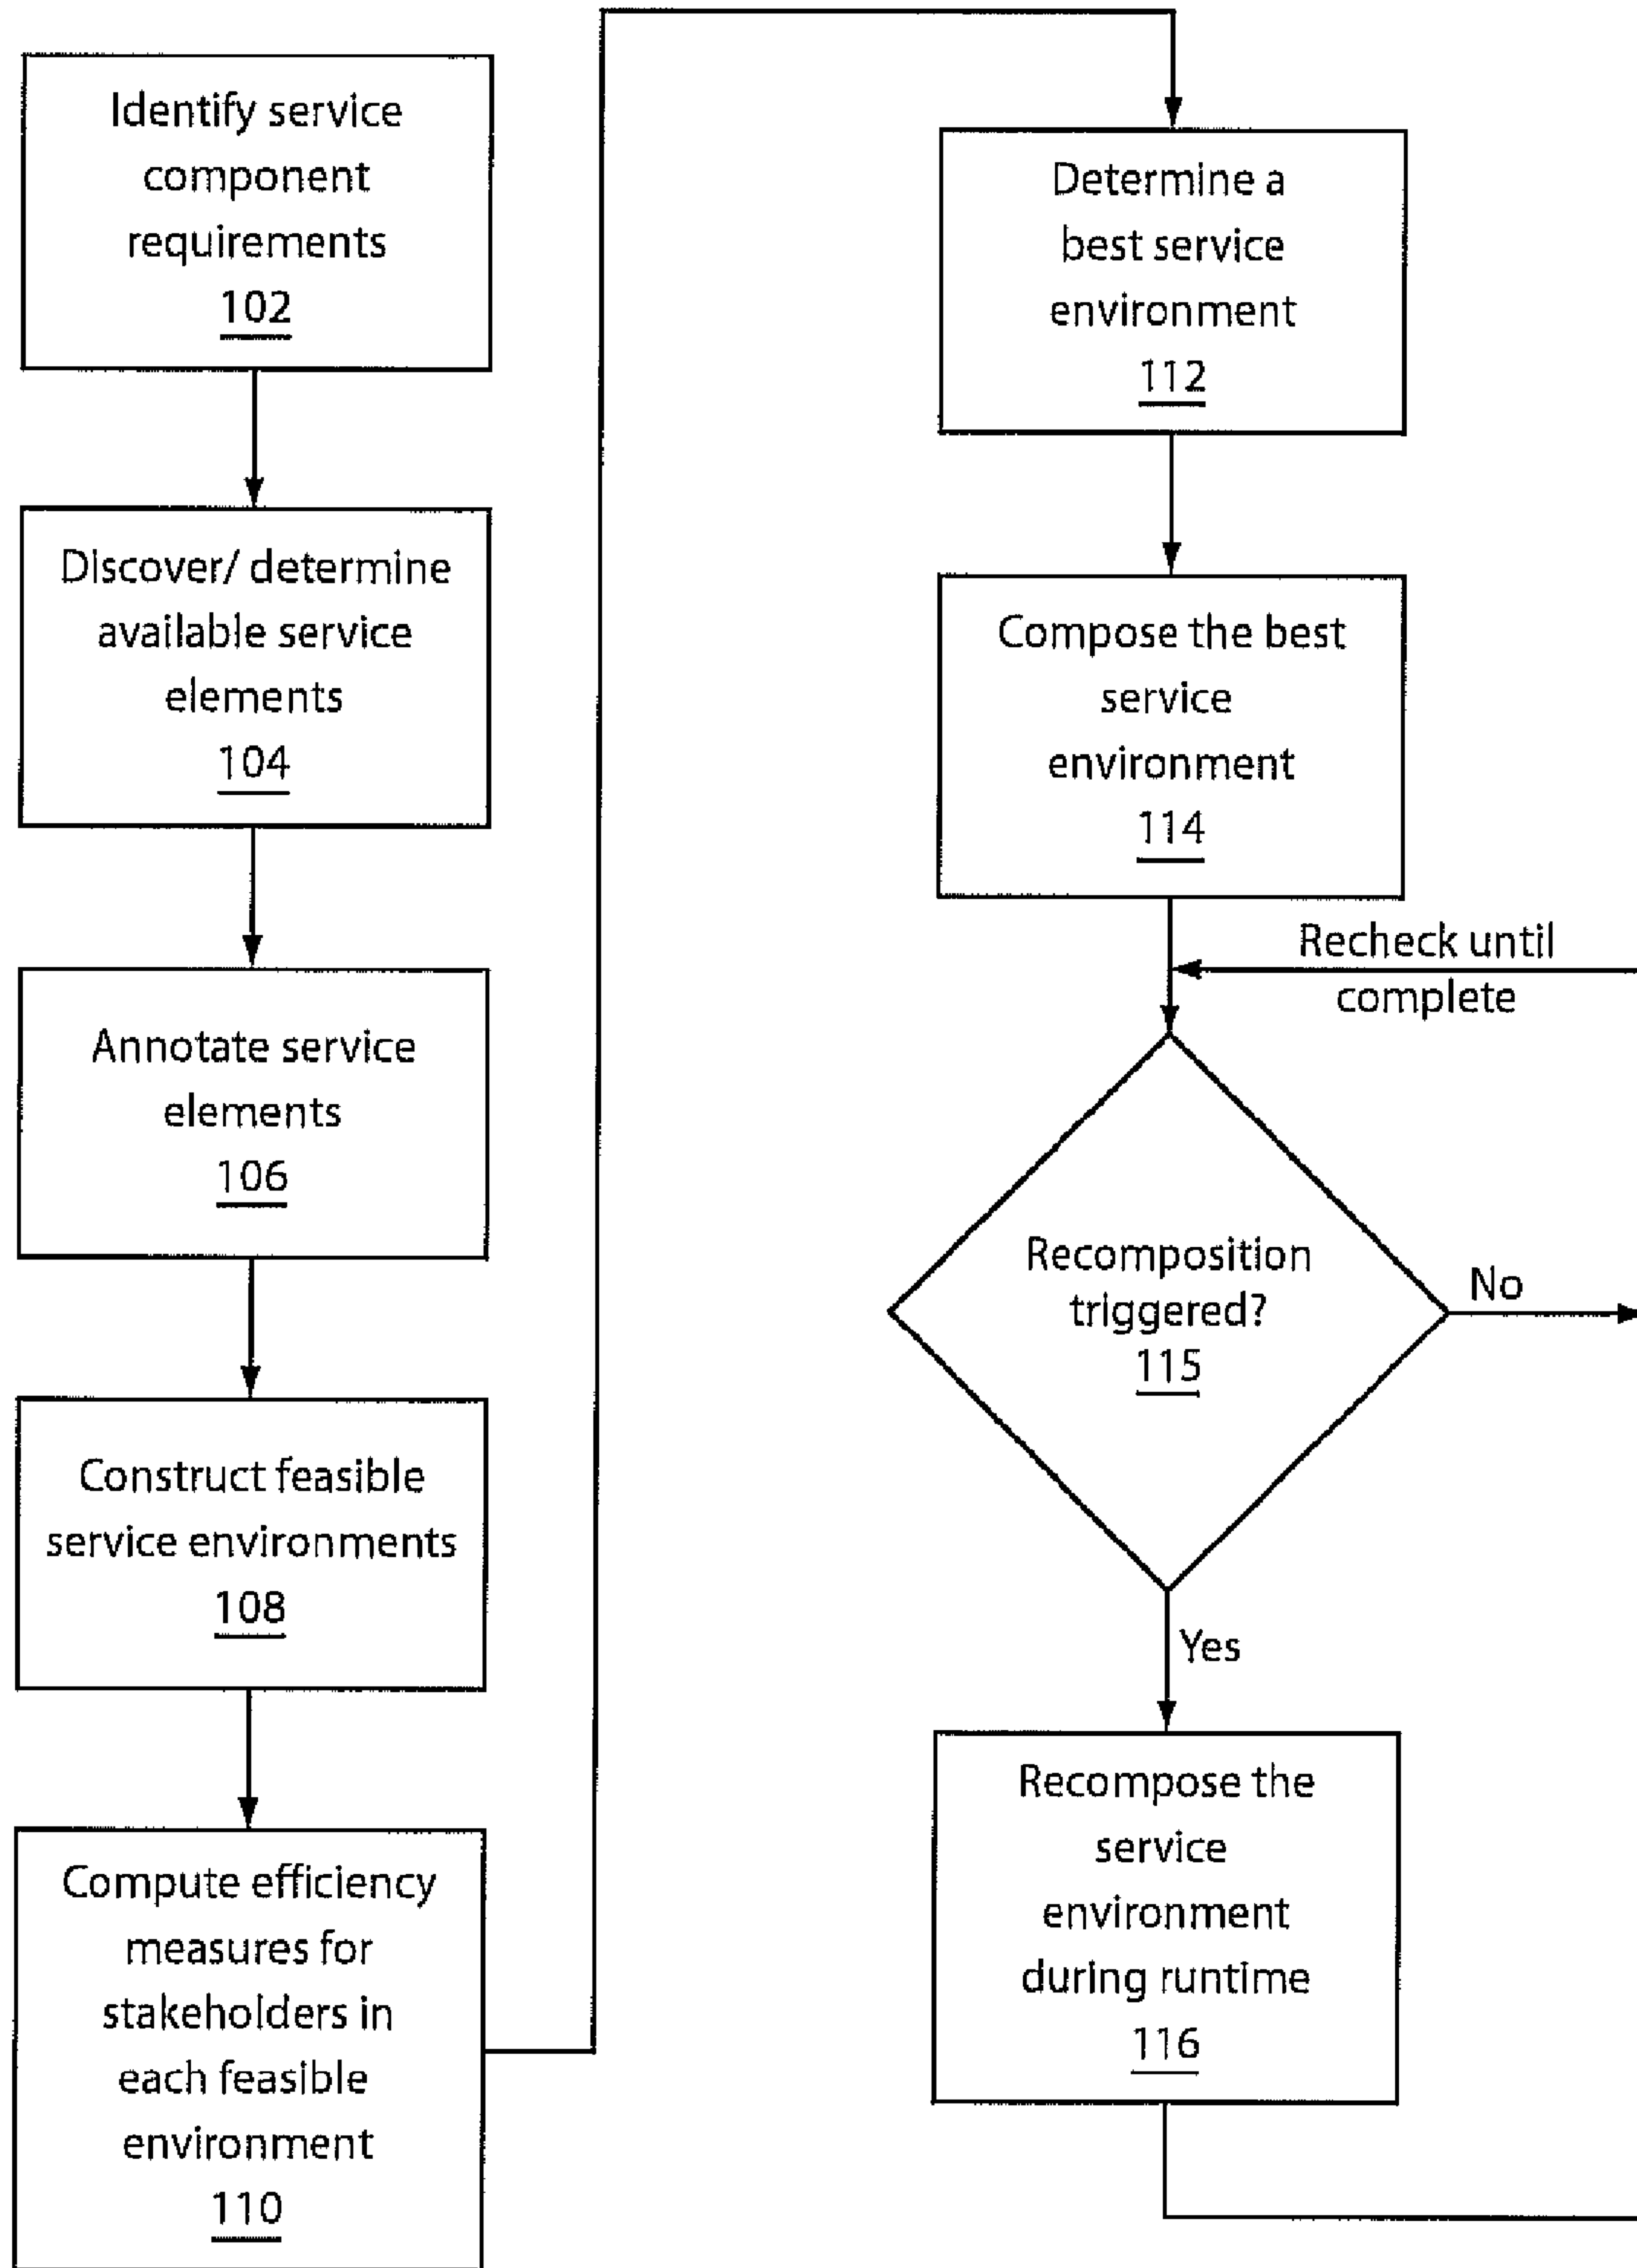 Identify service
component
requirements
102
Discover/ determine
available service
elements
104
Annotate service
elements
106
Construct feasible
service environments
108
Compute efficiency
measures for
stakeholders in
each feasible
environment
110
Determine a
best service
environment
112
Compose the best
service
environment
114
Recheck until
complete
Recomposition
triggered?
115
No
Yes
Recompose the
service
environment
during runtime
116